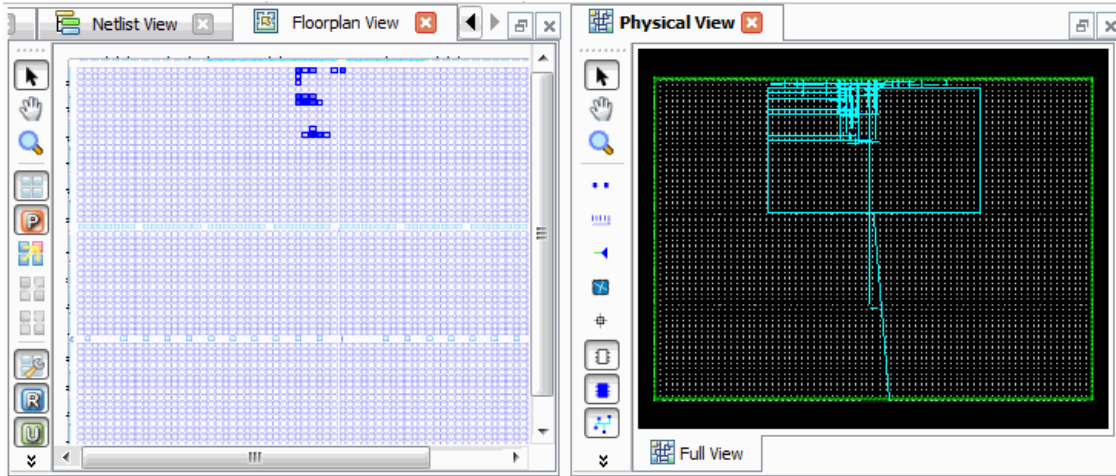 Netlist View
Floorplan View
Physical View
P
R
U
Full View